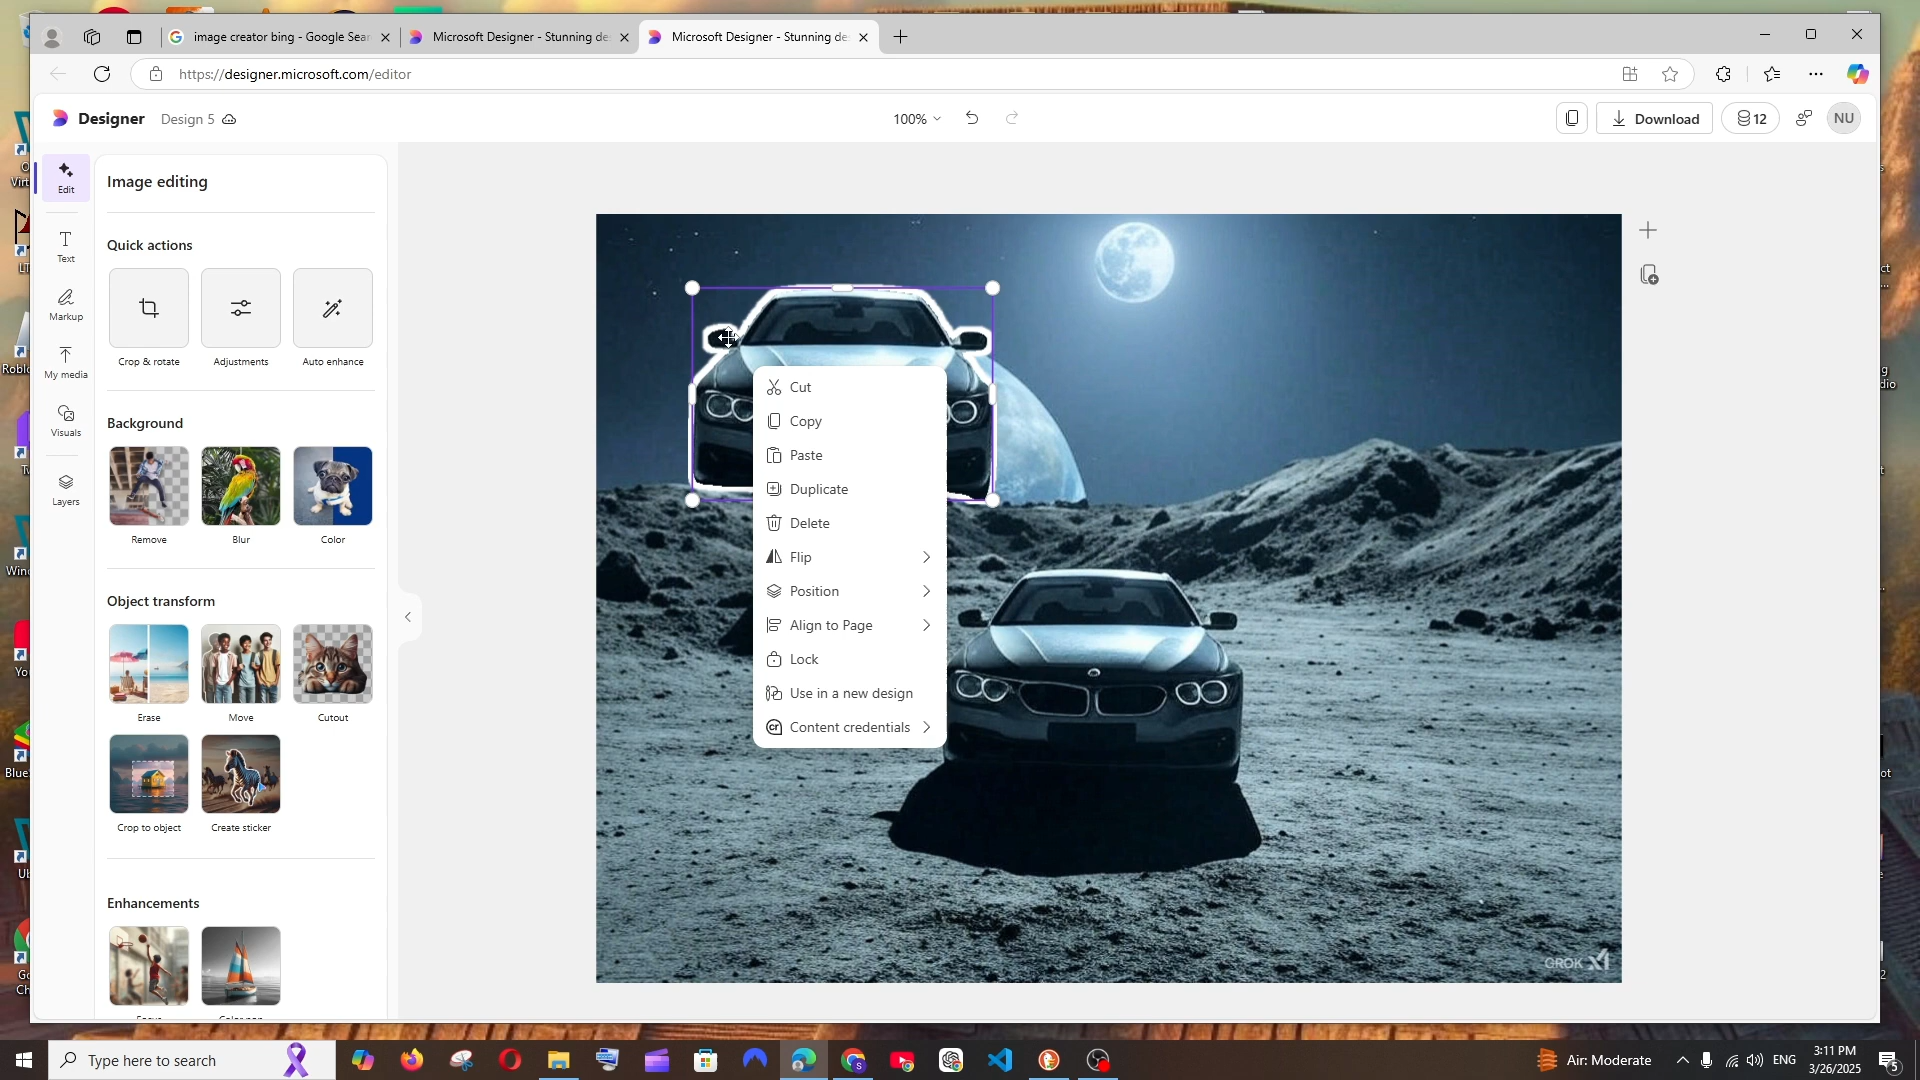 image creator bing - Google Sear
Microsoft Designer - Stunning de
Microsoft Designer - Stunning de
https://designer.microsoft.com/editor
Designer
Design 5
100%
Download
12
NU
Edit
Text
Markup
My media
Visuals
Layers
Image editing
Quick actions
Crop & rotate
Adjustments
Auto enhance
Background
Remove
Blur
Color
Object transform
Erase
Move
Cutout
Crop to object
Create sticker
Enhancements
Cut
Copy
Paste
Duplicate
Delete
Flip
Position
Align to Page
Lock
Use in a new design
cr Content credentials
GROK
Type here to search
Air: Moderate
ENG
3:11 PM
3/26/2025
5